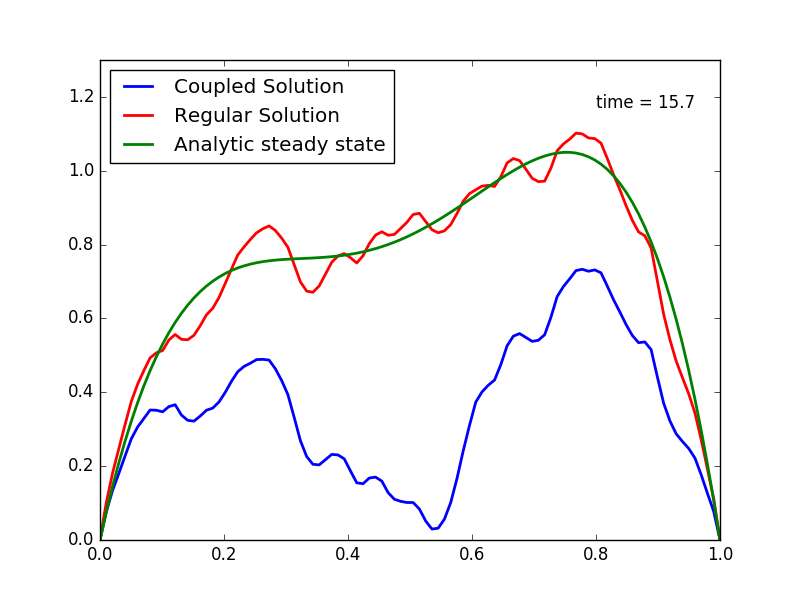 Coupled Solution
Regular Solution
Analytic steady state
time = 15.7
1.2
1.0
0.8
0.6
0.4
0.2
0.0
0.0 0.2 0.4 0.6 0.8 1.0